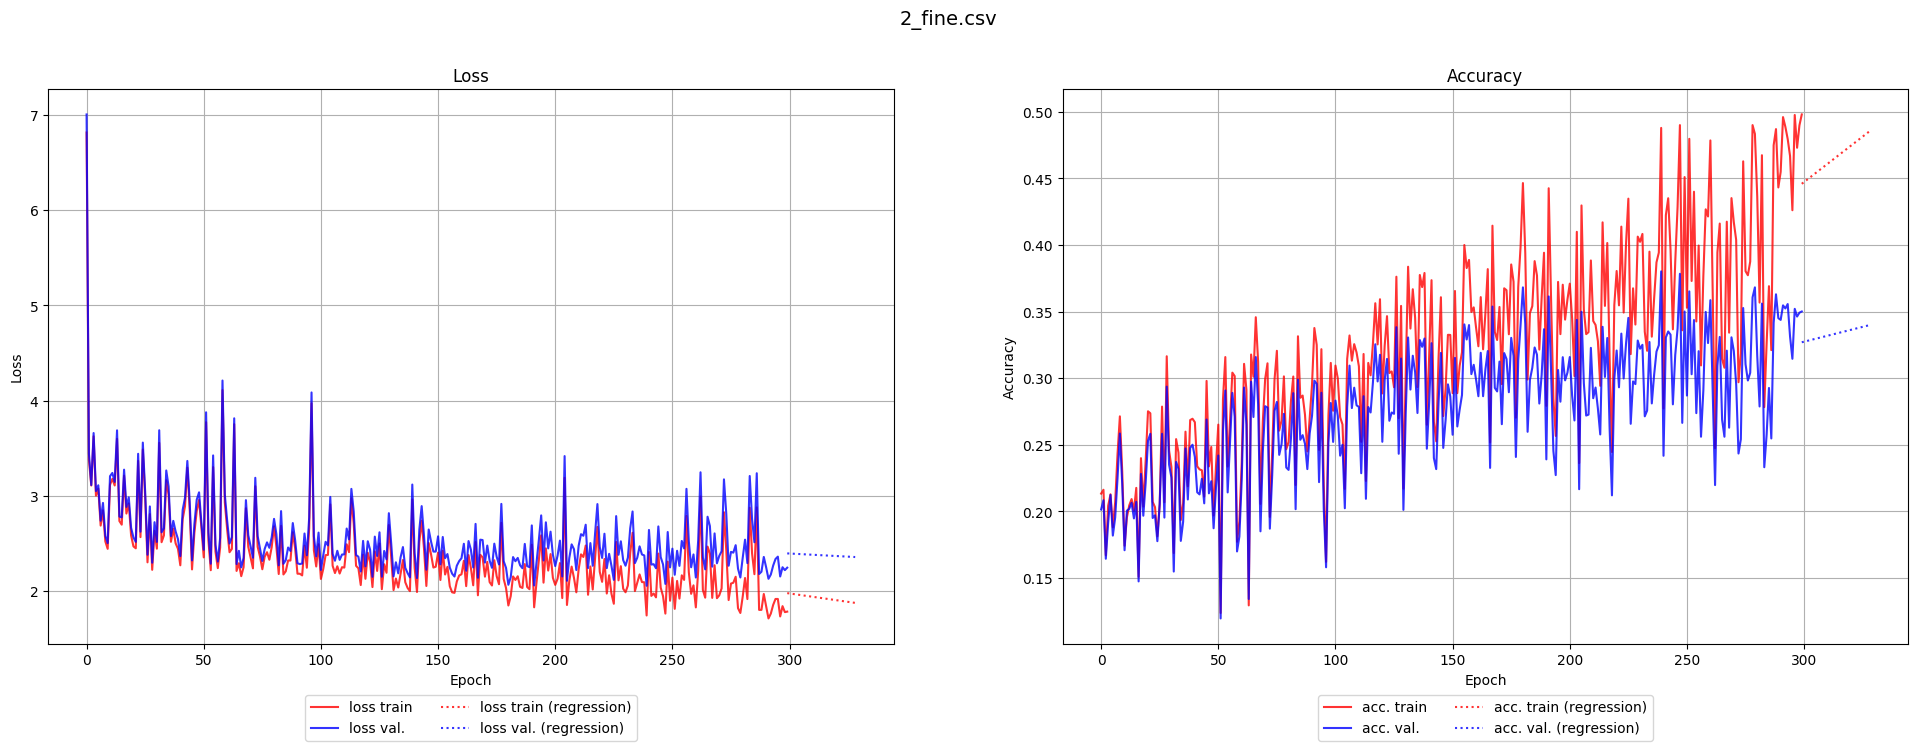 2_fine.csv
Loss
7
6
5
4
3
2
Loss
0 50 100 150 200 250 300
Epoch
loss train
loss val.
loss train (regression)
loss val. (regression)
Accuracy
0.50
0.45
0.40
0.35
0.30
0.25
0.20
0.15
Accuracy
0 50 100 150 200 250 300
Epoch
acc. train
acc. val.
acc. train (regression)
acc. val. (regression)